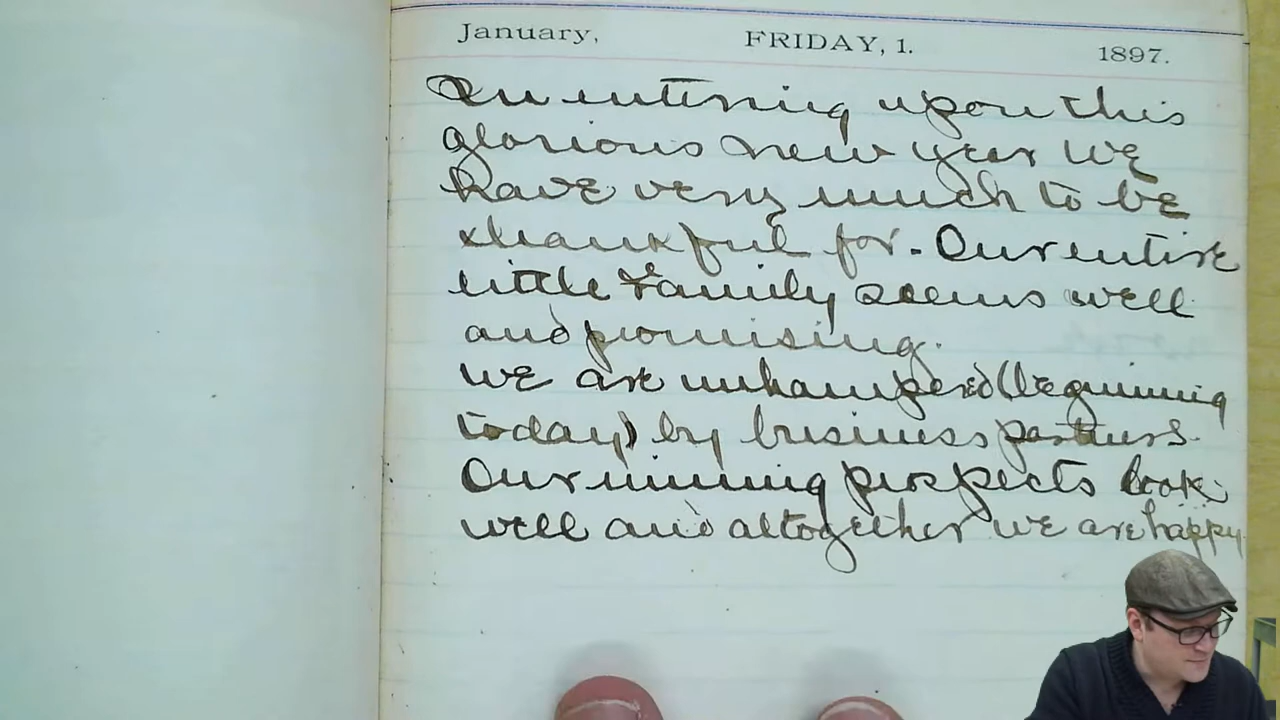 January, FRIDAY, 1. 1897.
On entering upon this
glorious new year we
have very much to be
thankful for. Our entire
little family seems well
and promising.
We are unhampered (beginning
today) by business partners.
Our mining prospects look
well and altogether we are happy